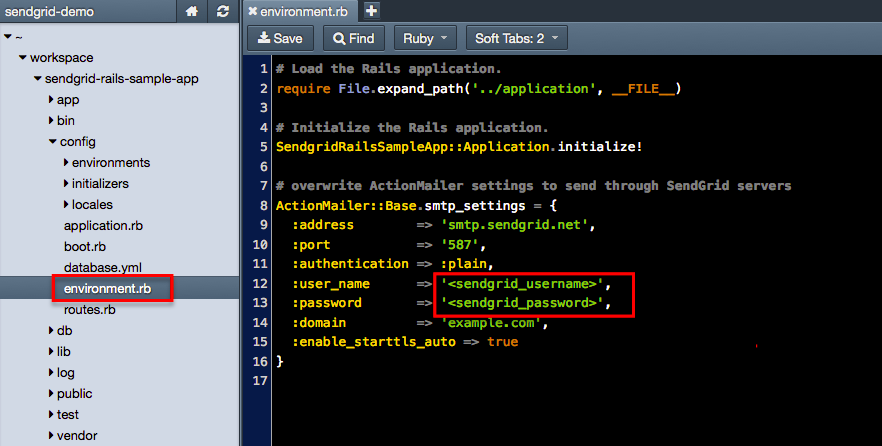 sendgrid-demo
~
workspace
sendgrid-rails-sample-app
app
bin
config
environments
initializers
locales
application.rb
boot.rb
database.yml
environment.rb
routes.rb
db
lib
log
public
test
vendor
environment.rb
Save Find Ruby Soft Tabs: 2
1 # Load the Rails application.
2 require File.expand_path('../application', __FILE__)
3
4 # Initialize the Rails application.
5 SendgridRailsSampleApp::Application.initialize!
6
7 # overwrite ActionMailer settings to send through SendGrid servers
8 ActionMailer::Base.smtp_settings = {
9 :address => 'smtp.sendgrid.net',
10 :port => '587',
11 :authentication => :plain,
12 :user_name => '<sendgrid_username>',
13 :password => '<sendgrid_password>',
14 :domain => 'example.com',
15 :enable_starttls_auto => true
16 }
17